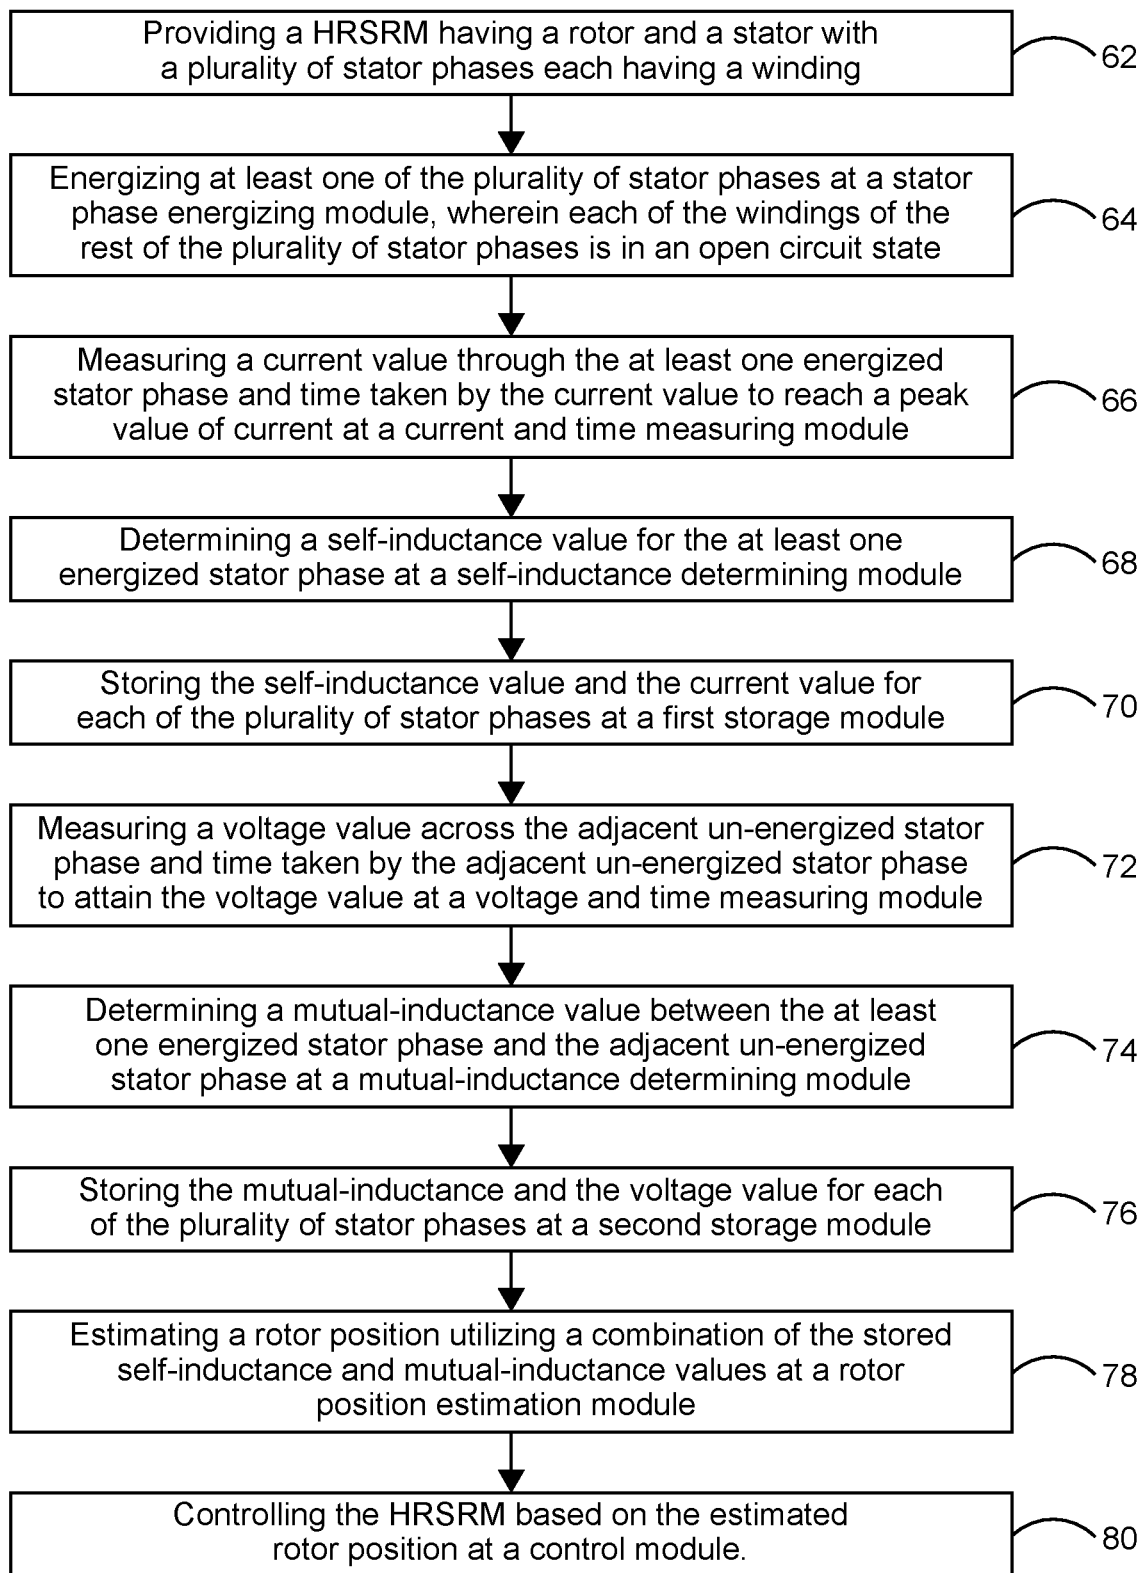 Providing a HRSRM having a rotor and a stator with
a plurality of stator phases each having a winding
62
Energizing at least one of the plurality of stator phases at a stator
phase energizing module, wherein each of the windings of the
rest of the plurality of stator phases is in an open circuit state
64
Measuring a current value through the at least one energized
stator phase and time taken by the current value to reach a peak
value of current at a current and time measuring module
66
Determining a self-inductance value for the at least one
energized stator phase at a self-inductance determining module
68
Storing the self-inductance value and the current value for
each of the plurality of stator phases at a first storage module
70
Measuring a voltage value across the adjacent un-energized stator
phase and time taken by the adjacent un-energized stator phase
to attain the voltage value at a voltage and time measuring module
72
Determining a mutual-inductance value between the at least
one energized stator phase and the adjacent un-energized
stator phase at a mutual-inductance determining module
74
Storing the mutual-inductance and the voltage value for each
of the plurality of stator phases at a second storage module
76
Estimating a rotor position utilizing a combination of the stored
self-inductance and mutual-inductance values at a rotor
position estimation module
78
Controlling the HRSRM based on the estimated
rotor position at a control module.
80